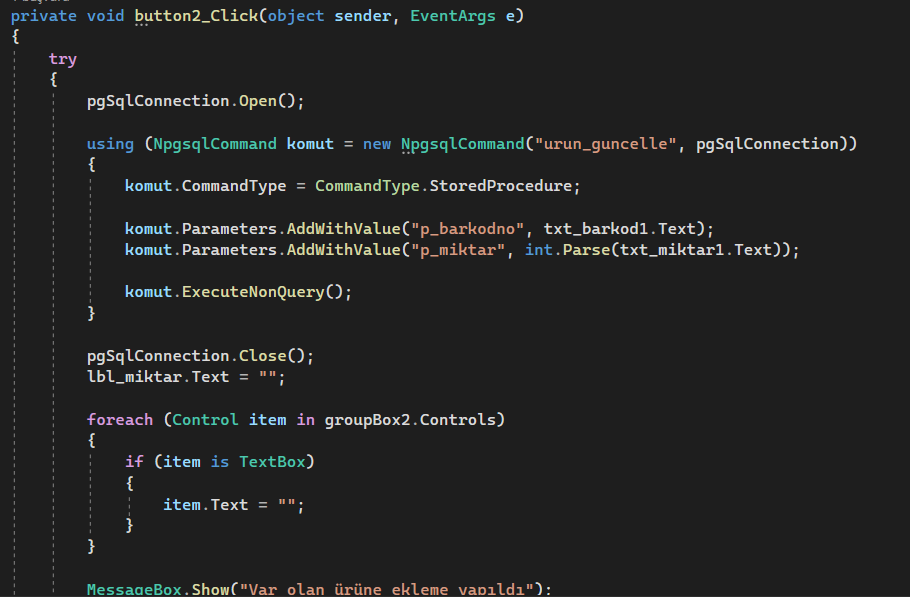 private void button2_Click(object sender, EventArgs e)
{
try
{
pgSqlConnection.Open();
using (NpgsqlCommand komut = new NpgsqlCommand("urun_guncelle", pgSqlConnection))
{
komut.CommandType = CommandType.StoredProcedure;
komut.Parameters.AddWithValue("p_barkodno", txt_barkod1.Text);
komut.Parameters.AddWithValue("p_miktar", int.Parse(txt_miktar1.Text));
komut.ExecuteNonQuery();
}
pgSqlConnection.Close();
lbl_miktar.Text = "";
foreach (Control item in groupBox2.Controls)
{
if (item is TextBox)
{
item.Text = "";
}
}
MessageBox.Show("Var olan ürüne ekleme yapıldı");